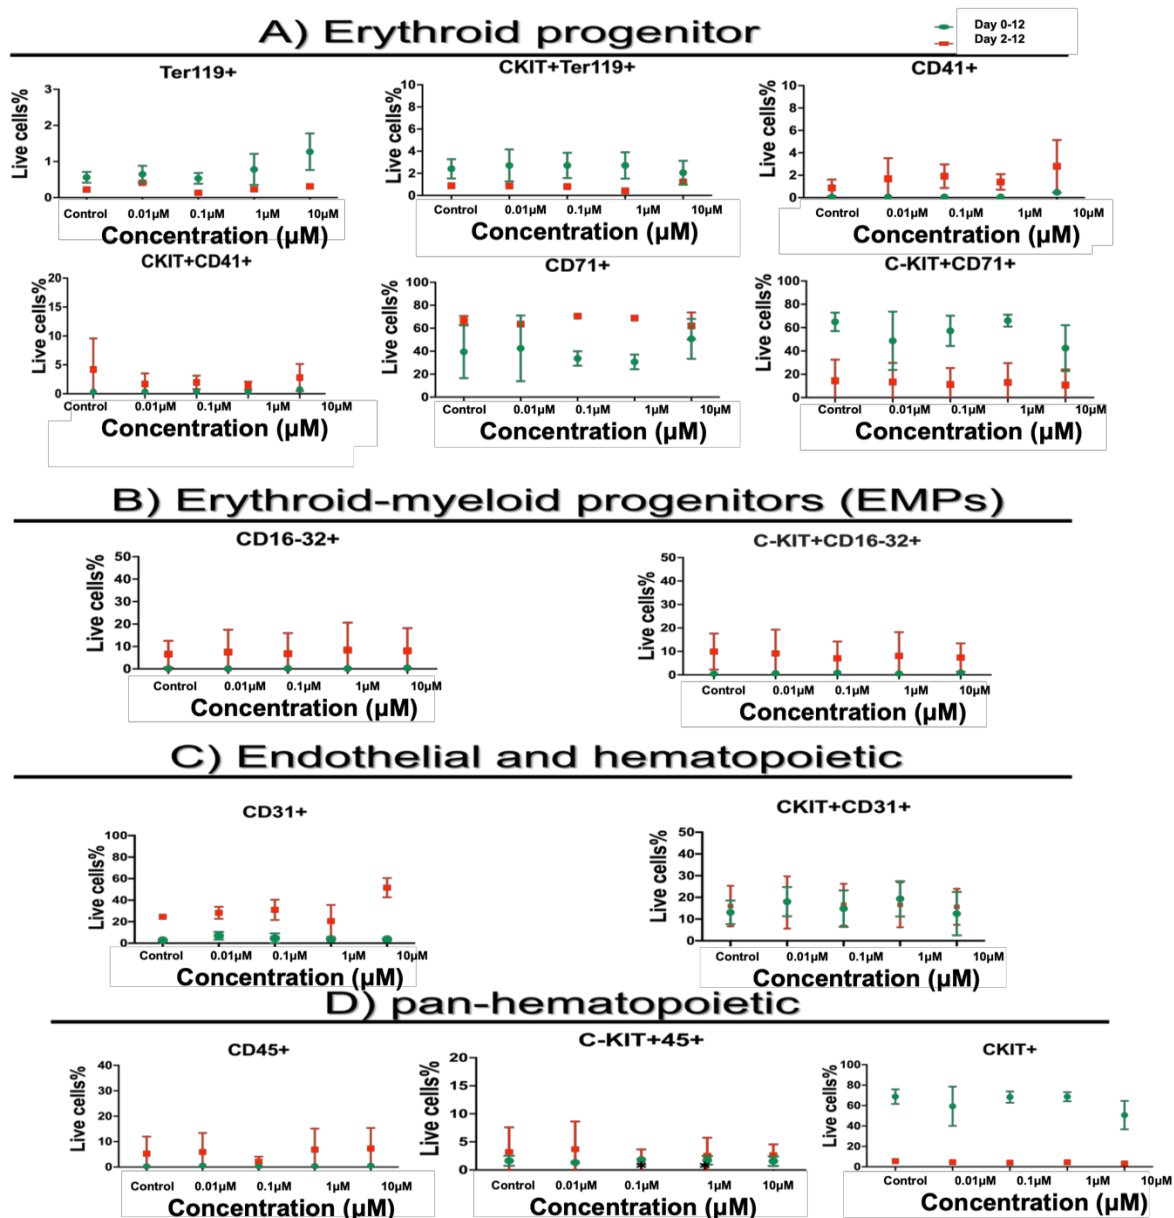 A) Erythroid progenitor
Day 0-12
Day 2-12
Ter119+
Live cells%
3
2
1
0
Control 0.01µM 0.1µM 1µM 10µM
Concentration (µM)
CKIT+Ter119+
Live cells%
10
8
6
4
2
0
Control 0.01µM 0.1µM 1µM 10µM
Concentration (µM)
CD41+
Live cells%
10
8
6
4
2
0
Control 0.01µM 0.1µM 1µM 10µM
Concentration (µM)
CKIT+CD41+
Live cells%
20
15
10
5
0
Control 0.01µM 0.1µM 1µM 10µM
Concentration (µM)
CD71+
Live cells%
100
80
60
40
20
0
Control 0.01µM 0.1µM 1µM 10µM
Concentration (µM)
C-KIT+CD71+
Live cells%
100
80
60
40
20
0
Control 0.01µM 0.1µM 1µM 10µM
Concentration (µM)
B) Erythroid-myeloid progenitors (EMPs)
CD16-32+
Live cells%
50
40
30
20
10
0
Control 0.01µM 0.1µM 1µM 10µM
Concentration (µM)
C-KIT+CD16-32+
Live cells%
50
40
30
20
10
0
Control 0.01µM 0.1µM 1µM 10µM
Concentration (µM)
C) Endothelial and hematopoietic
CD31+
Live cells%
100
80
60
40
20
0
Control 0.01µM 0.1µM 1µM 10µM
Concentration (µM)
CKIT+CD31+
Live cells%
50
40
30
20
10
0
Control 0.01µM 0.1µM 1µM 10µM
Concentration (µM)
D) pan-hematopoietic
CD45+
Live cells%
40
30
20
10
0
Control 0.01µM 0.1µM 1µM 10µM
Concentration (µM)
C-KIT+45+
Live cells%
20
15
10
5
0
* *
Control 0.01µM 0.1µM 1µM 10µM
Concentration (µM)
CKIT+
Live cells%
100
80
60
40
20
0
Control 0.01µM 0.1µM 1µM 10µM
Concentration (µM)